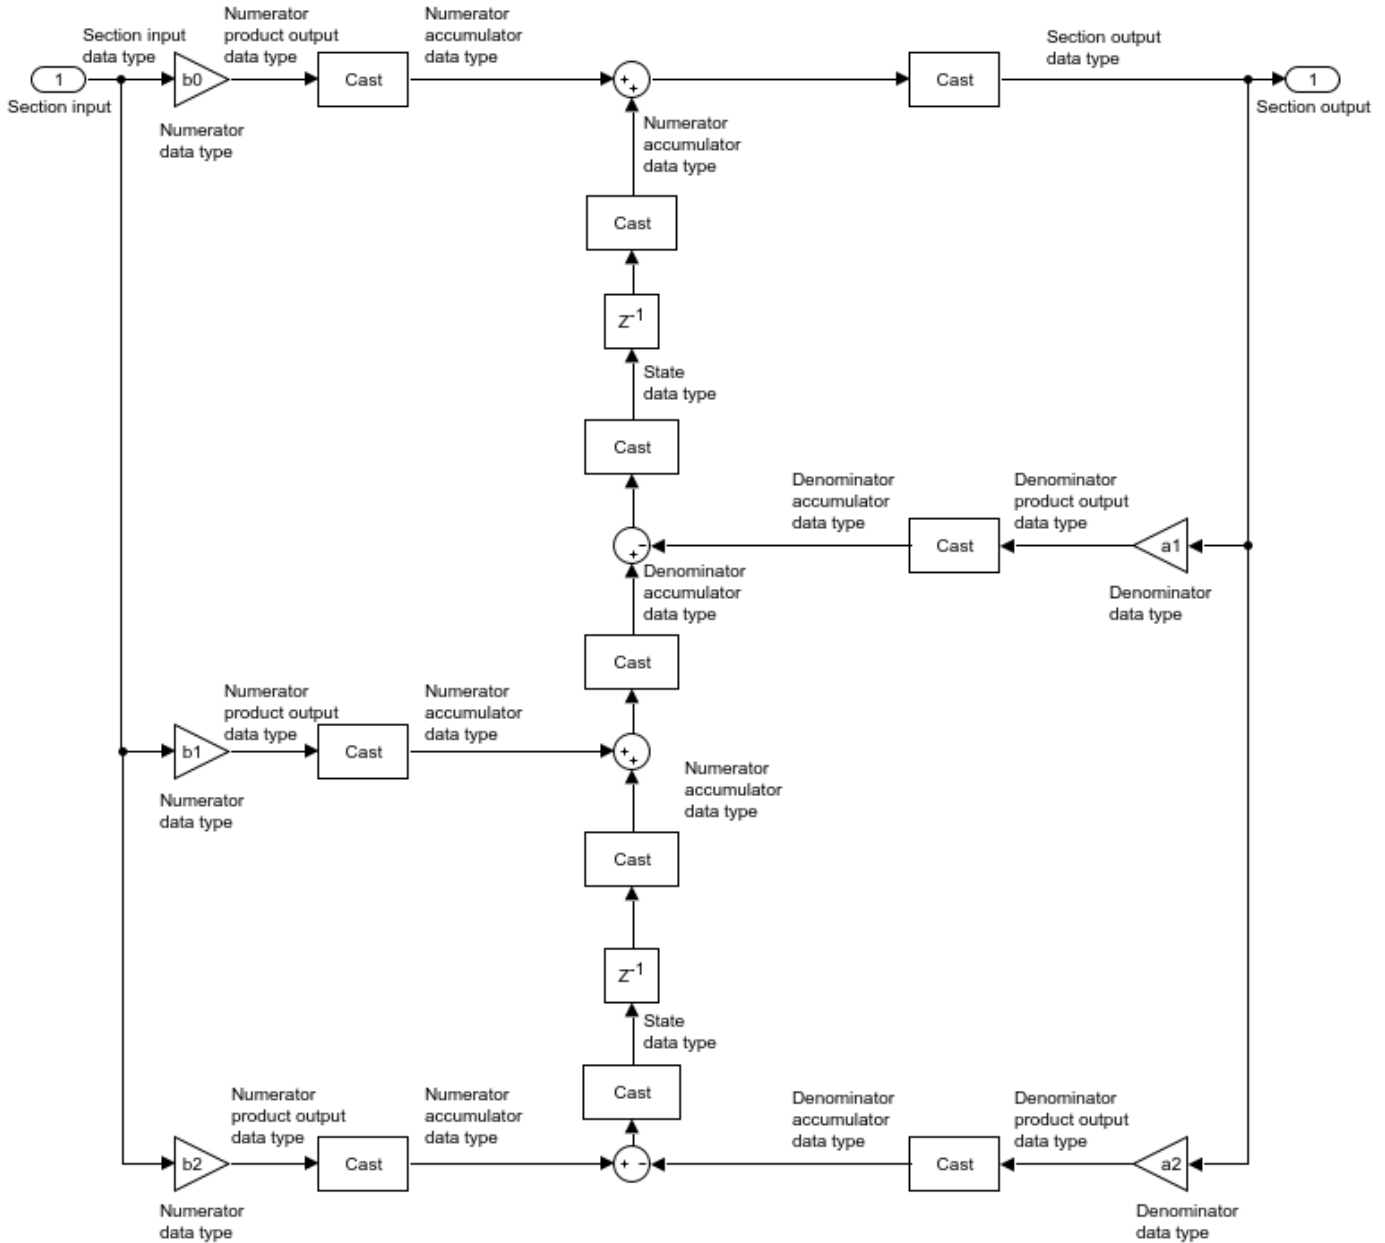 Section input
data type
Numerator
product output
data type
Numerator
accumulator
data type
Section output
data type
1
b0
Cast
+
+
Cast
1
Section input
Section output
Numerator
data type
Numerator
accumulator
data type
Cast
Z-1
State
data type
Cast
Denominator
accumulator
data type
Denominator
product output
data type
-
+
Cast
a1
Denominator
accumulator
data type
Denominator
data type
Cast
Numerator
product output
data type
Numerator
accumulator
data type
b1
Cast
+
+
Numerator
accumulator
data type
Numerator
data type
Cast
Z-1
State
data type
Cast
Numerator
product output
data type
Numerator
accumulator
data type
Denominator
accumulator
data type
Denominator
product output
data type
b2
Cast
+ -
Cast
a2
Numerator
data type
Denominator
data type